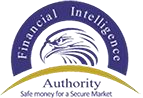 Financial Intelligence
Authority
Safe money for a Secure Market